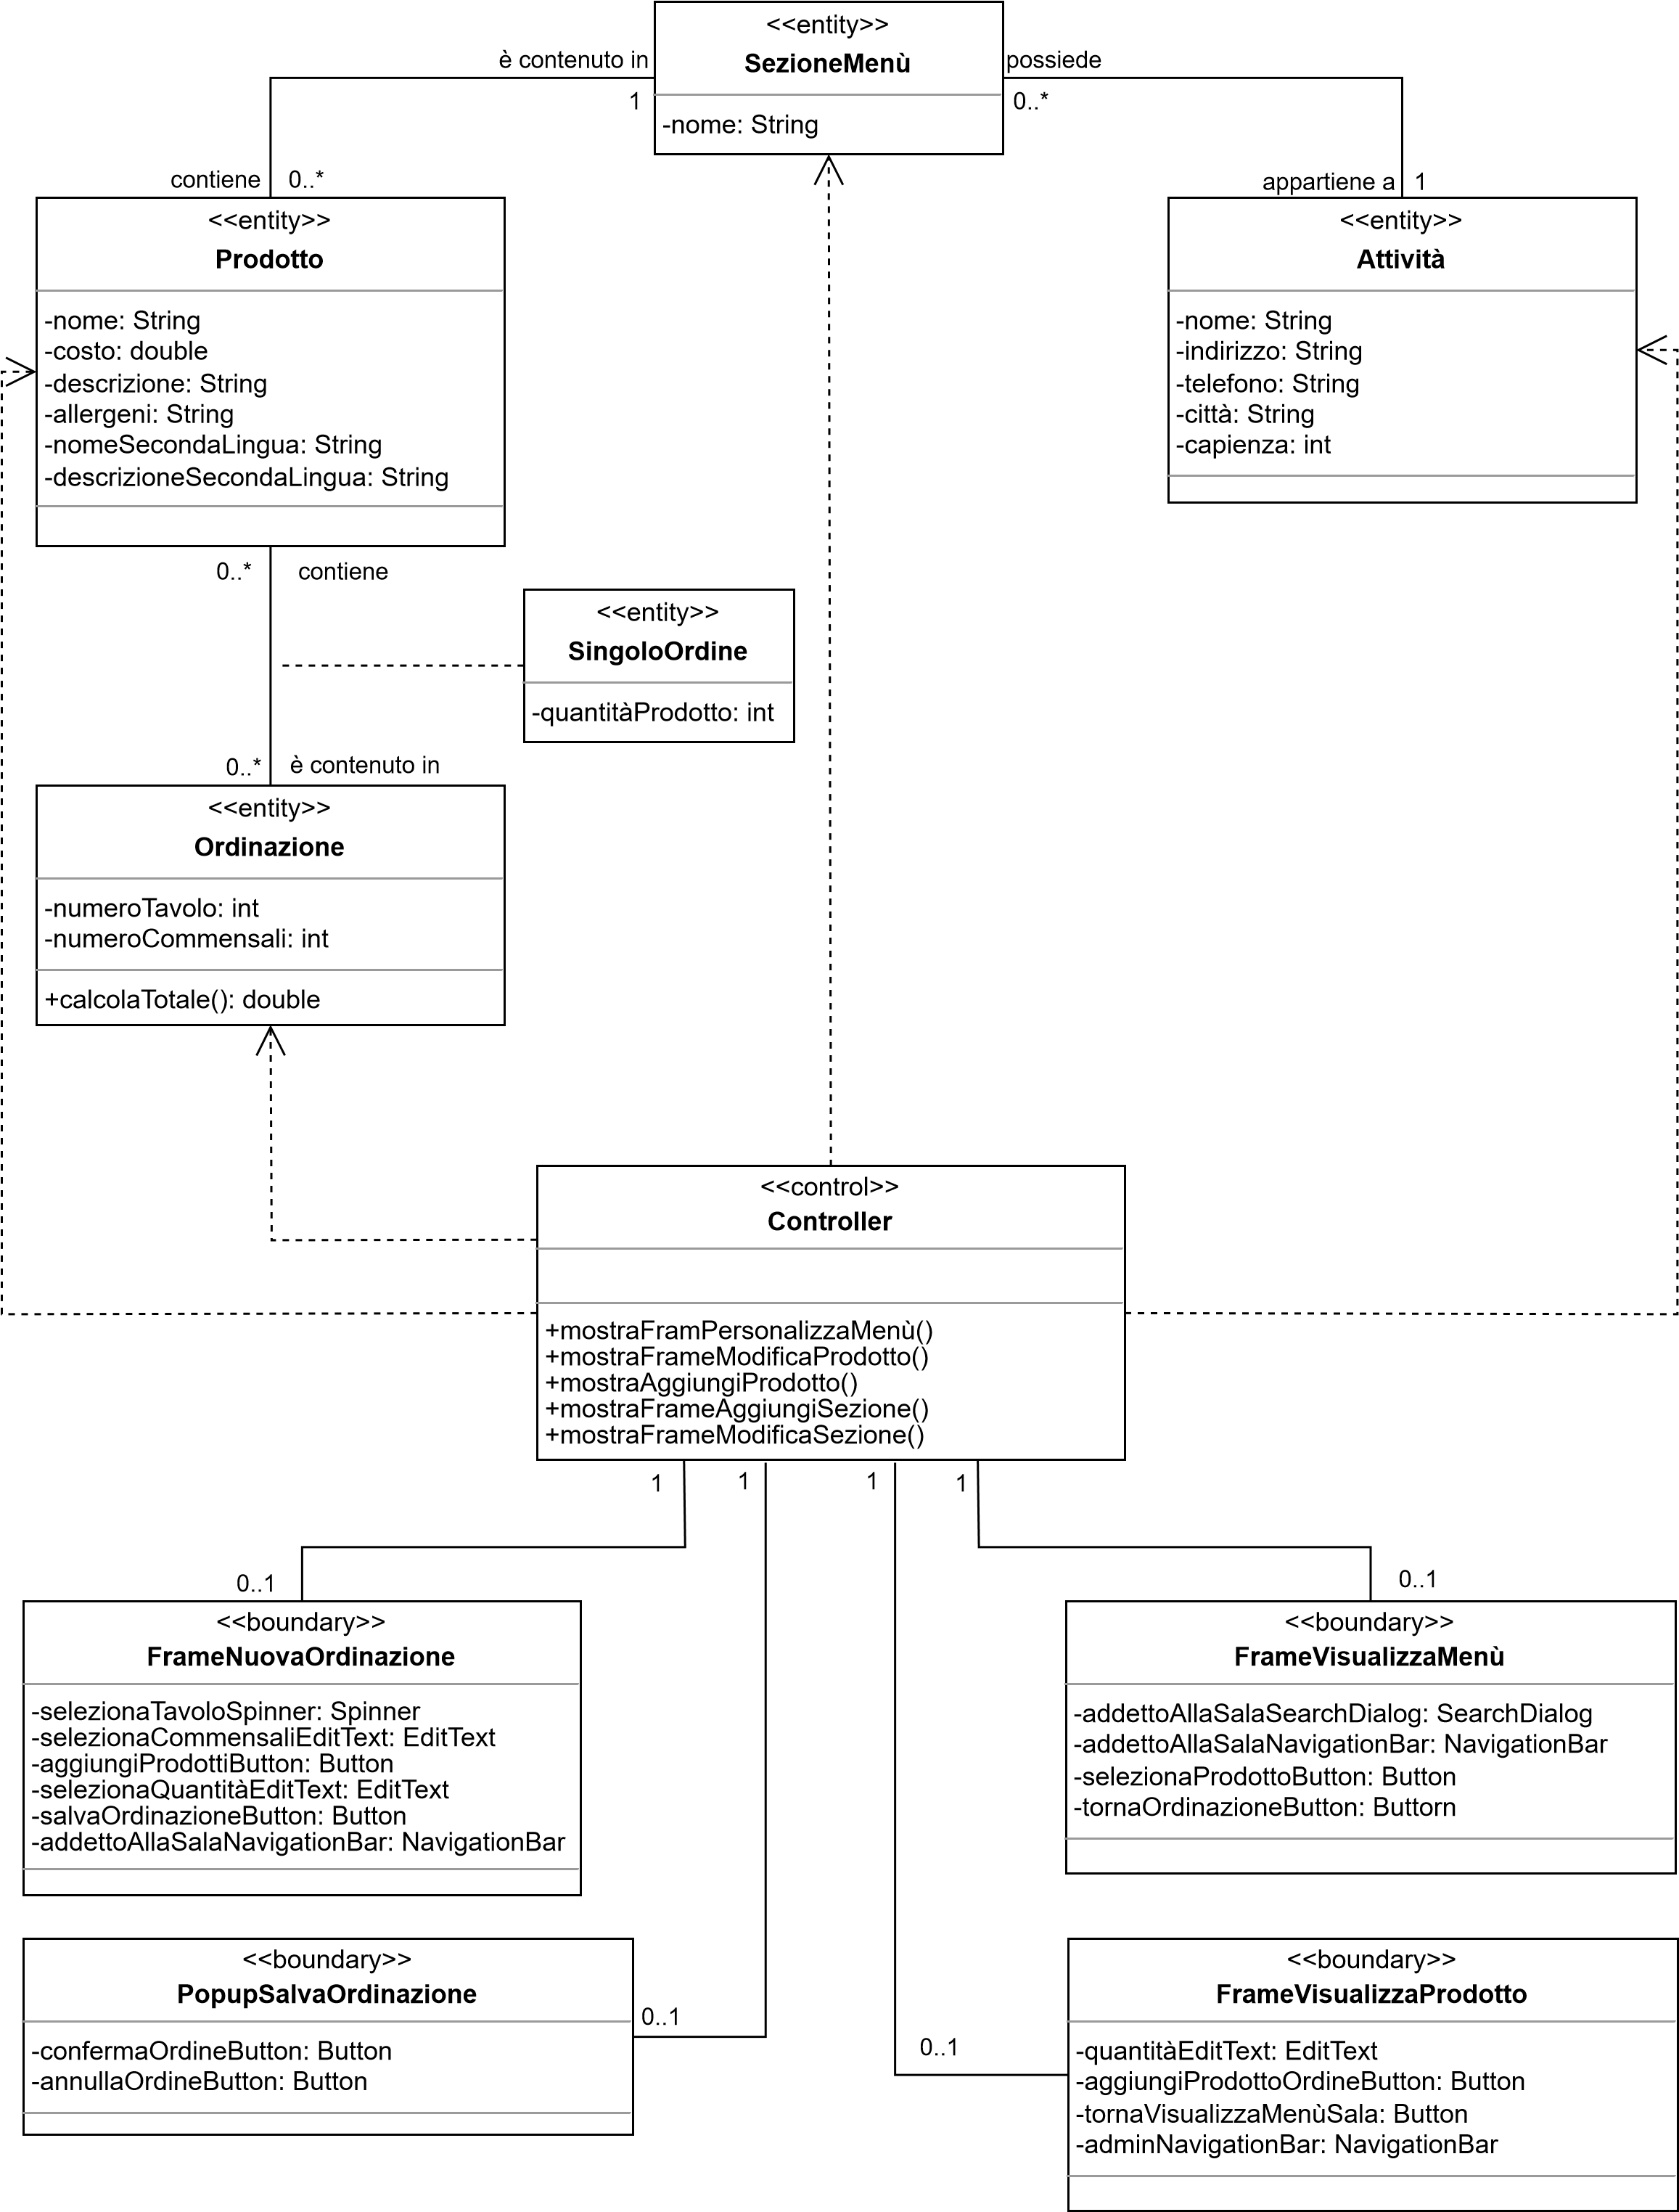 <<entity>>
SezioneMenù
-nome: String
è contenuto in
1
possiede
0..*
contiene
0..*
appartiene a
1
<<entity>>
Prodotto
-nome: String
-costo: double
-descrizione: String
-allergeni: String
-nomeSecondaLingua: String
-descrizioneSecondaLingua: String
<<entity>>
Attività
-nome: String
-indirizzo: String
-telefono: String
-città: String
-capienza: int
0..*
contiene
<<entity>>
SingoloOrdine
-quantitàProdotto: int
0..*
è contenuto in
<<entity>>
Ordinazione
-numeroTavolo: int
-numeroCommensali: int
+calcolaTotale(): double
<<control>>
Controller
+mostraFramPersonalizzaMenù()
+mostraFrameModificaProdotto()
+mostraAggiungiProdotto()
+mostraFrameAggiungiSezione()
+mostraFrameModificaSezione()
1
1
1
1
0..1
0..1
<<boundary>>
FrameNuovaOrdinazione
-selezionaTavoloSpinner: Spinner
-selezionaCommensaliEditText: EditText
-aggiungiProdottiButton: Button
-selezionaQuantitàEditText: EditText
-salvaOrdinazioneButton: Button
-addettoAllaSalaNavigationBar: NavigationBar
<<boundary>>
FrameVisualizzaMenù
-addettoAllaSalaSearchDialog: SearchDialog
-addettoAllaSalaNavigationBar: NavigationBar
-selezionaProdottoButton: Button
-tornaOrdinazioneButton: Buttorn
<<boundary>>
PopupSalvaOrdinazione
-confermaOrdineButton: Button
-annullaOrdineButton: Button
0..1
0..1
<<boundary>>
FrameVisualizzaProdotto
-quantitàEditText: EditText
-aggiungiProdottoOrdineButton: Button
-tornaVisualizzaMenùSala: Button
-adminNavigationBar: NavigationBar